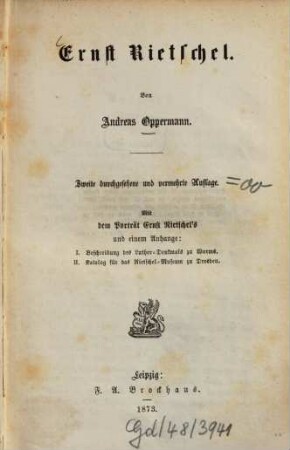 Ernst Rietschel.
Von
Andreas Oppermann.
Zweite durchgesehene und vermehrte Auflage.
=00
Mit
dem Porträt Ernst Rietschel's
und einem Anhange:
I. Beschreibung des Luther-Denkmals zu Worms.
II. Katalog für das Rietschel-Museum zu Dresden.
Leipzig:
F. A. Brockhaus.
1873.
Gd/48/3941